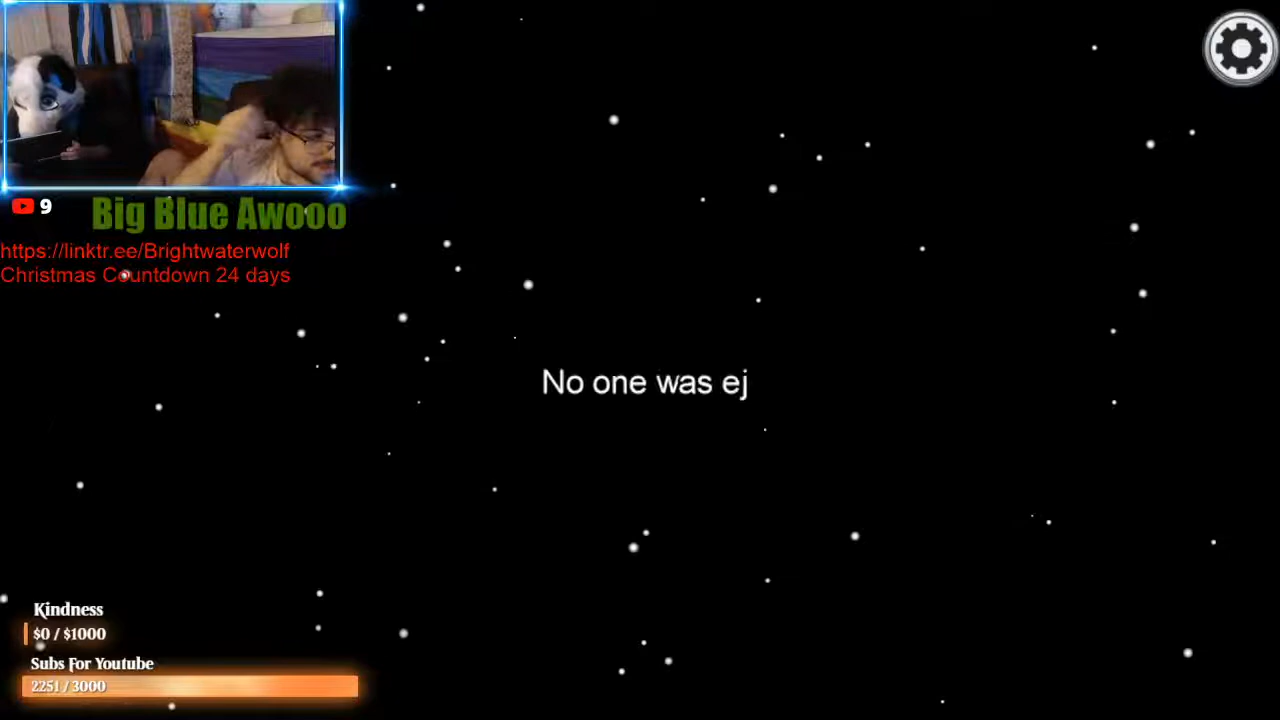 9
Big Blue Awooo
https://linktr.ee/Brightwaterwolf
Christmas Countdown 24 days
No one was ej
Kindness
$0 / $1000
Subs For Youtube
2251 / 3000